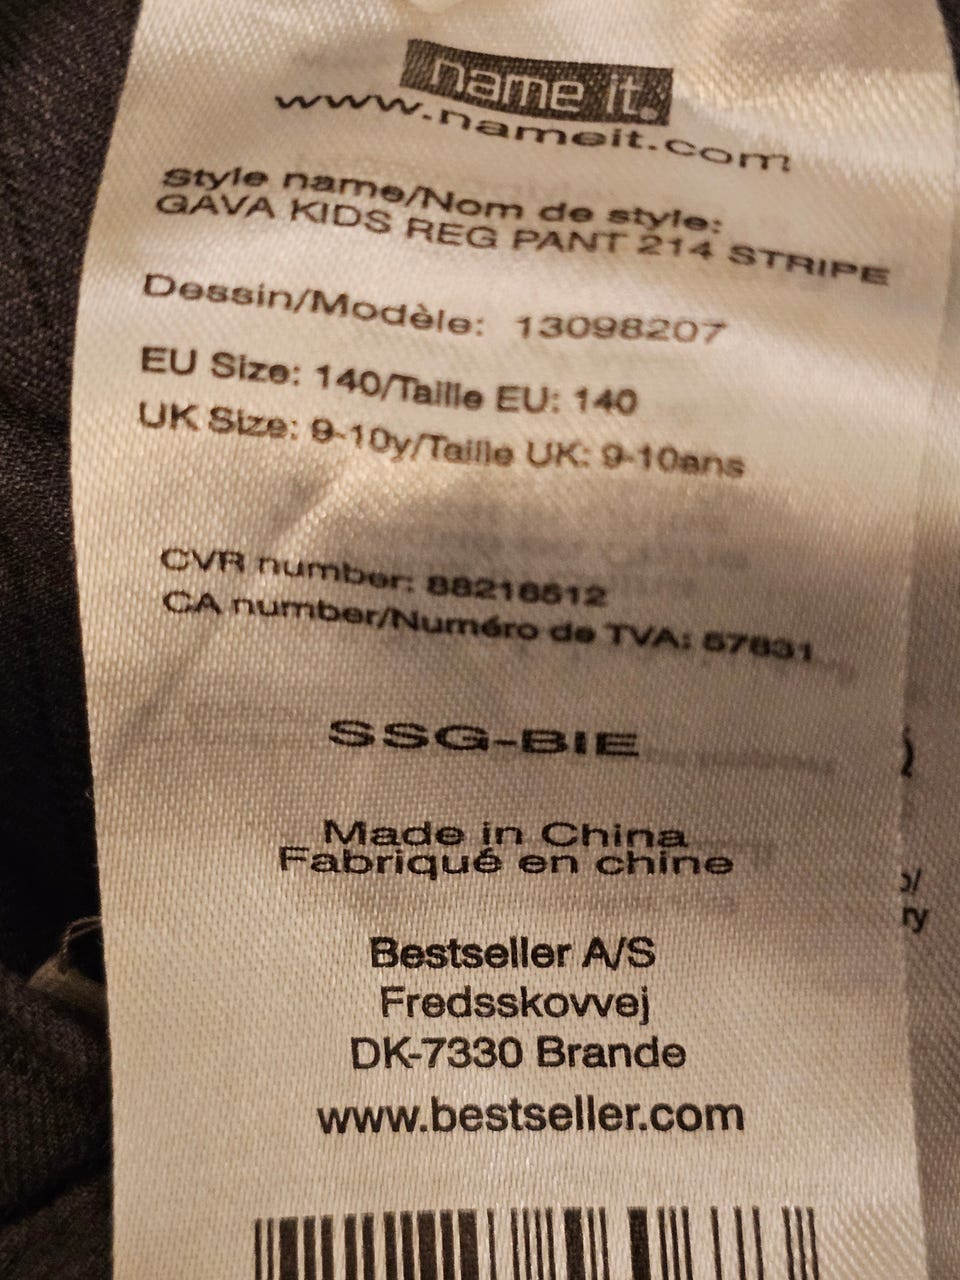 name it.
www.nameit.com
style name/Nom de style:
GAVA KIDS REG PANT 214 STRIPE
Dessin/Modèle: 13098207
EU Size: 140/Taille EU: 140
UK Size: 9-10y/Taille UK: 9-10ans
CVR number: 88216512
CA number/Numéro de TVA: 57831
SSG-BIE
Made in China
Fabriqué en chine
Bestseller A/S
Fredsskovvej
DK-7330 Brande
www.bestseller.com